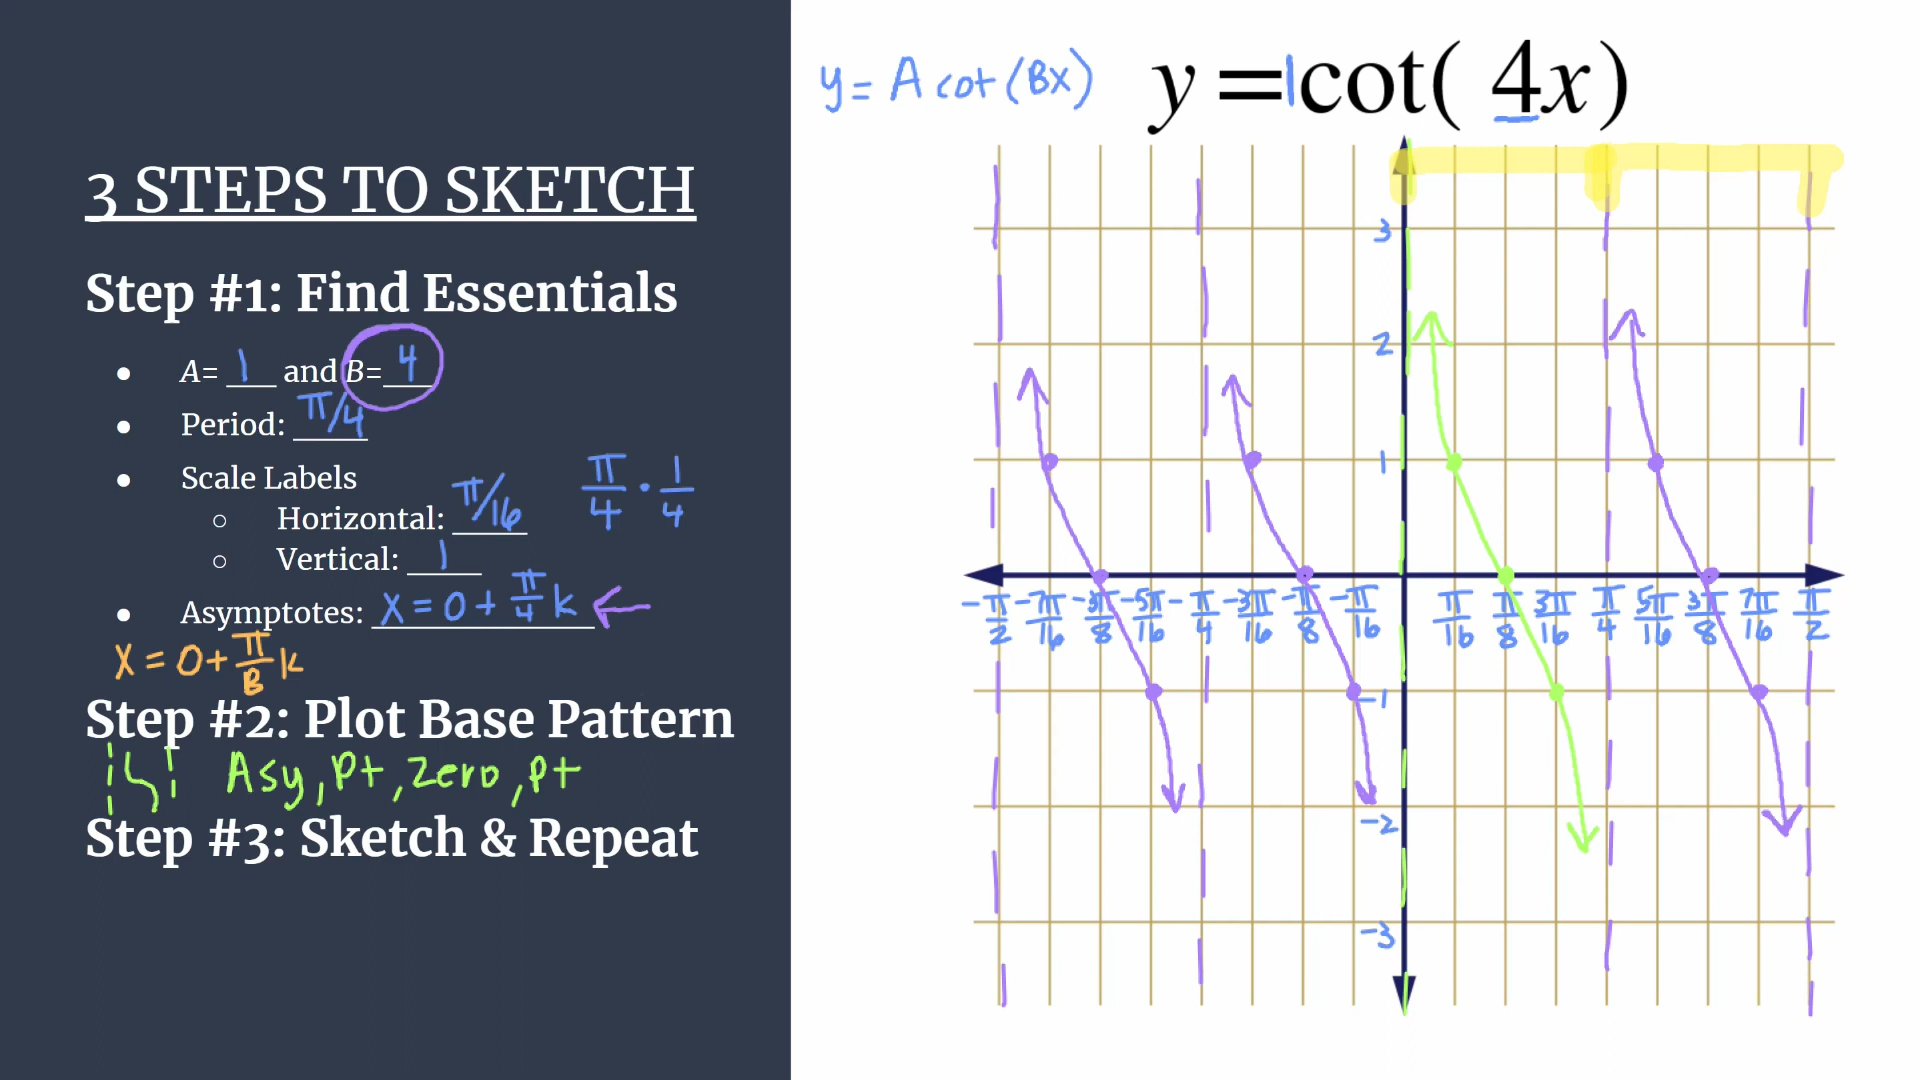 3 STEPS TO SKETCH
Step #1: Find Essentials
● A= 1 and B= 4
● Period: π/4
● Scale Labels
○ Horizontal: π/16
π/4 · 1/4
○ Vertical: 1
● Asymptotes: X = 0 + π/4 k
X = 0 + π/B k
Step #2: Plot Base Pattern
Asy, Pt, Zero, pt
Step #3: Sketch & Repeat
y = A cot(BX)
y = 1cot( 4x)
3
2
1
-π/2 -7π/16 -3π/8 -5π/16 -π/4 -3π/16 -π/8 -π/16 π/16 π/8 3π/16 π/4 5π/16 3π/8 7π/16 π/2
-1
-2
-3